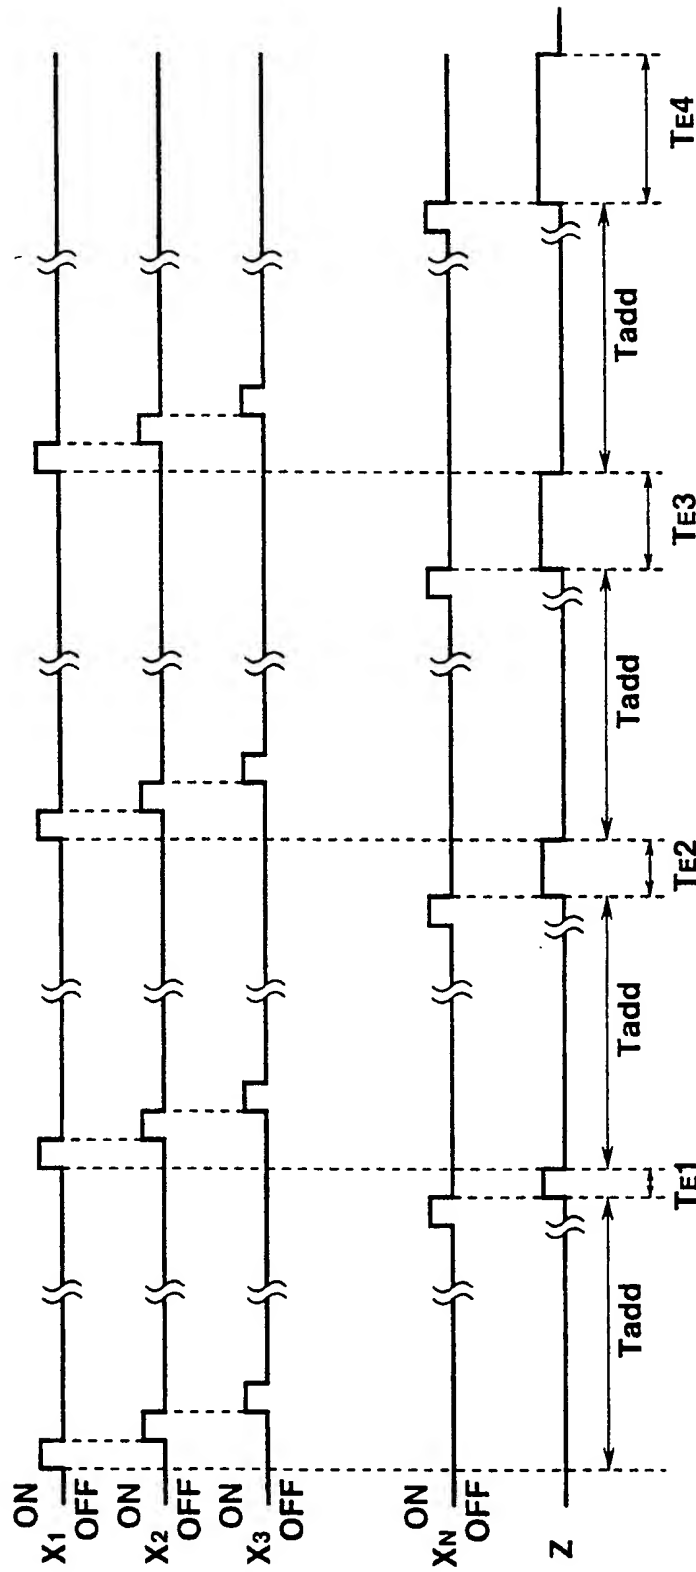 ON
X1
OFF
ON
X2
OFF
ON
X3
OFF
ON
XN
OFF
Z
Tadd
TE1
Tadd
TE2
Tadd
TE3
Tadd
TE4